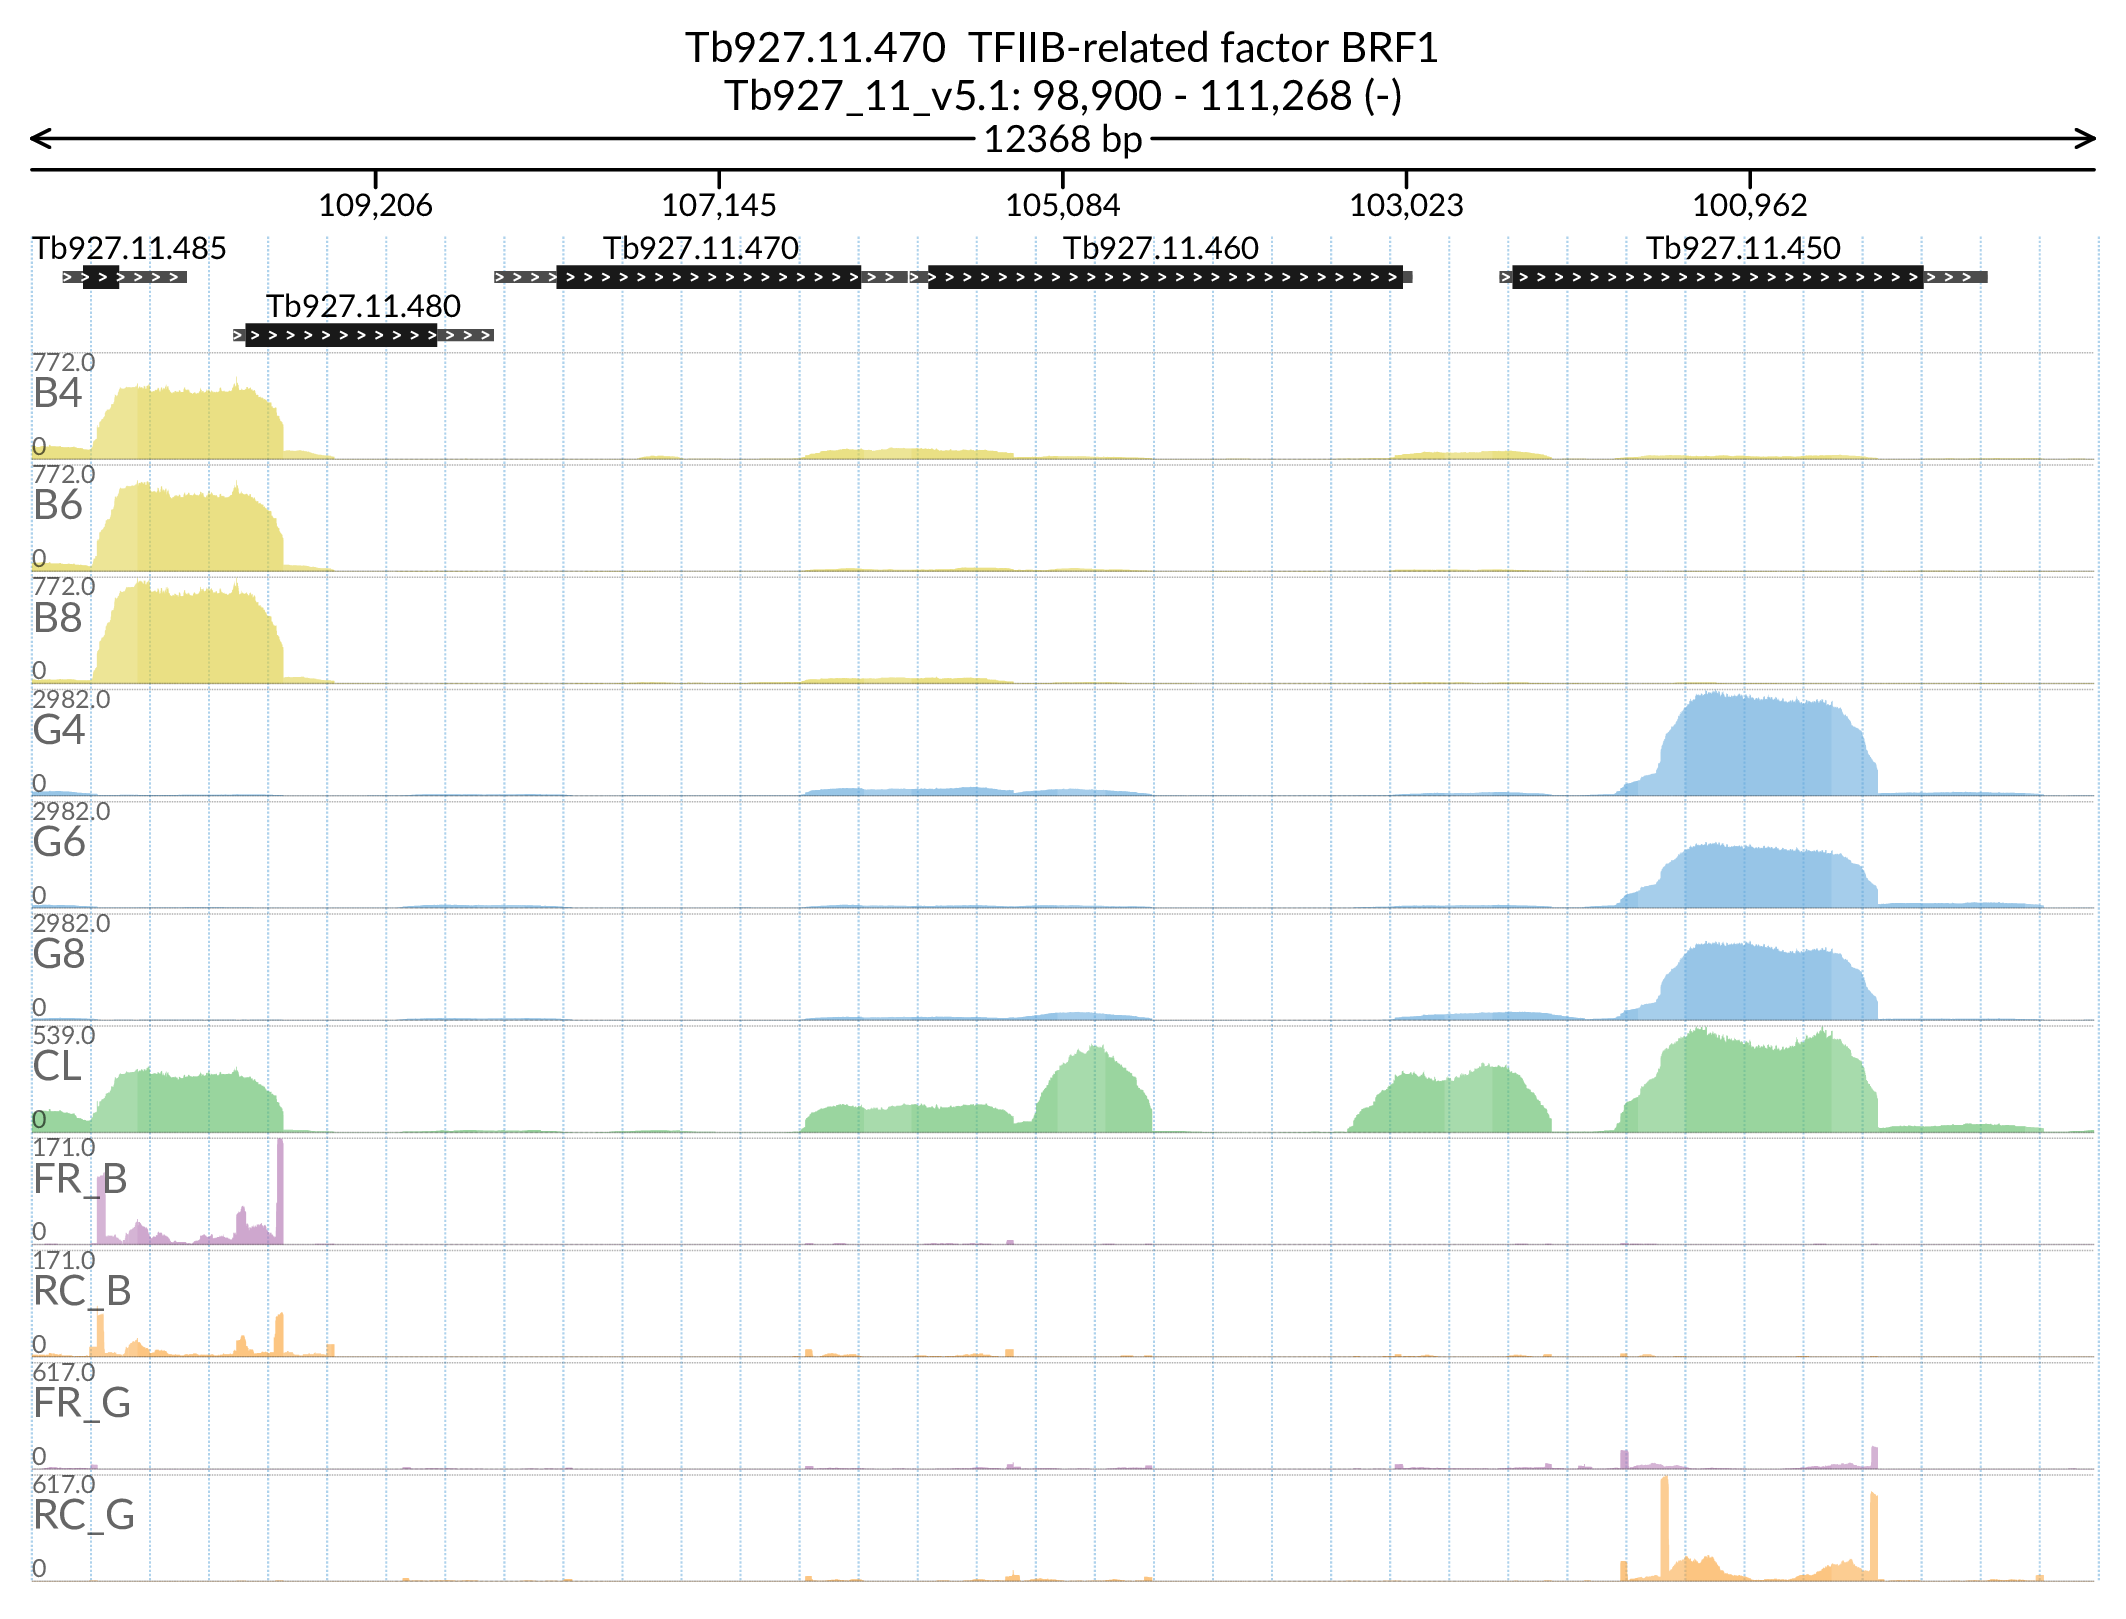 Tb927.11.470  TFIIB-related factor BRF1
Tb927_11_v5.1: 98,900 - 111,268 (-)
12368 bp
109,206 107,145 105,084 103,023 100,962
Tb927.11.485 Tb927.11.470 Tb927.11.460 Tb927.11.450
Tb927.11.480
772.0
B4
0
772.0
B6
0
772.0
B8
0
2982.0
G4
0
2982.0
G6
0
2982.0
G8
0
539.0
CL
0
171.0
FR_B
0
171.0
RC_B
0
617.0
FR_G
0
617.0
RC_G
0